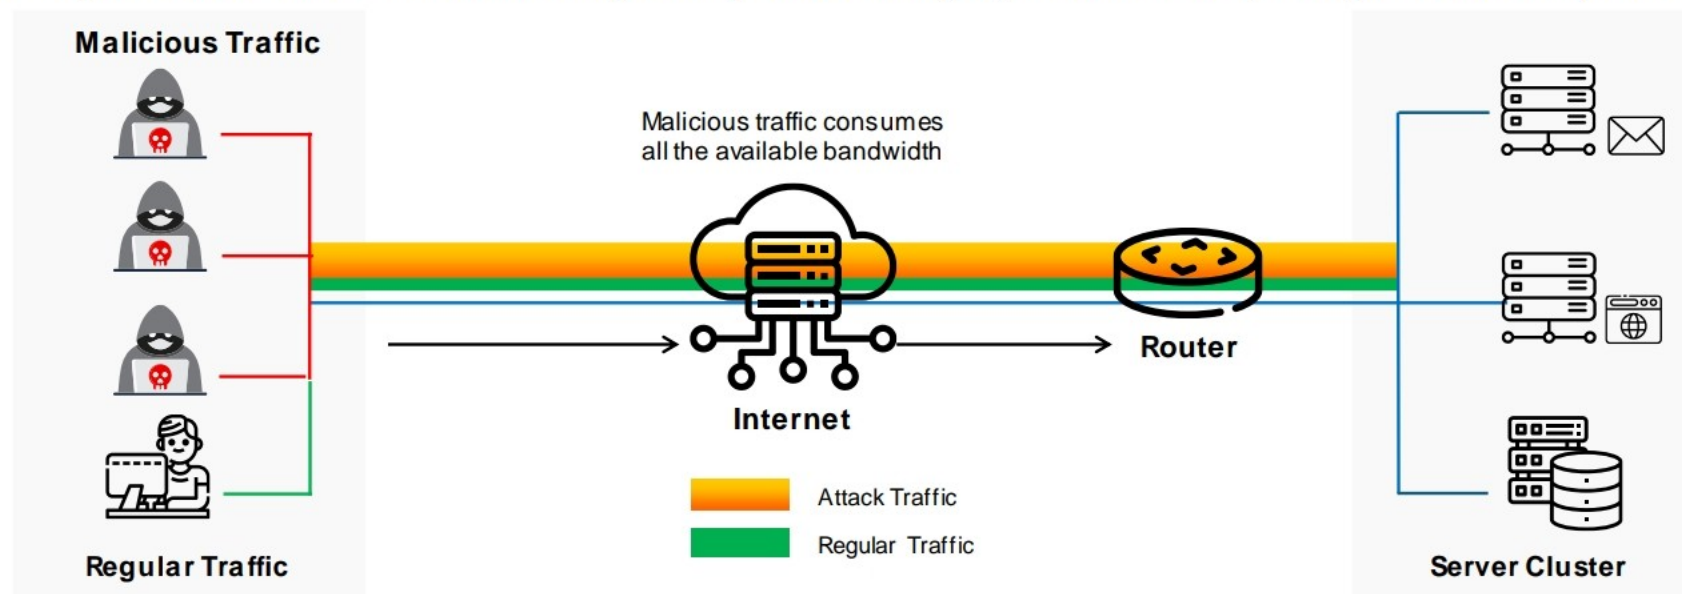 Malicious Traffic
Malicious traffic consumes
all the available bandwidth
Router
Internet
Attack Traffic
Regular Traffic
Regular Traffic
Server Cluster